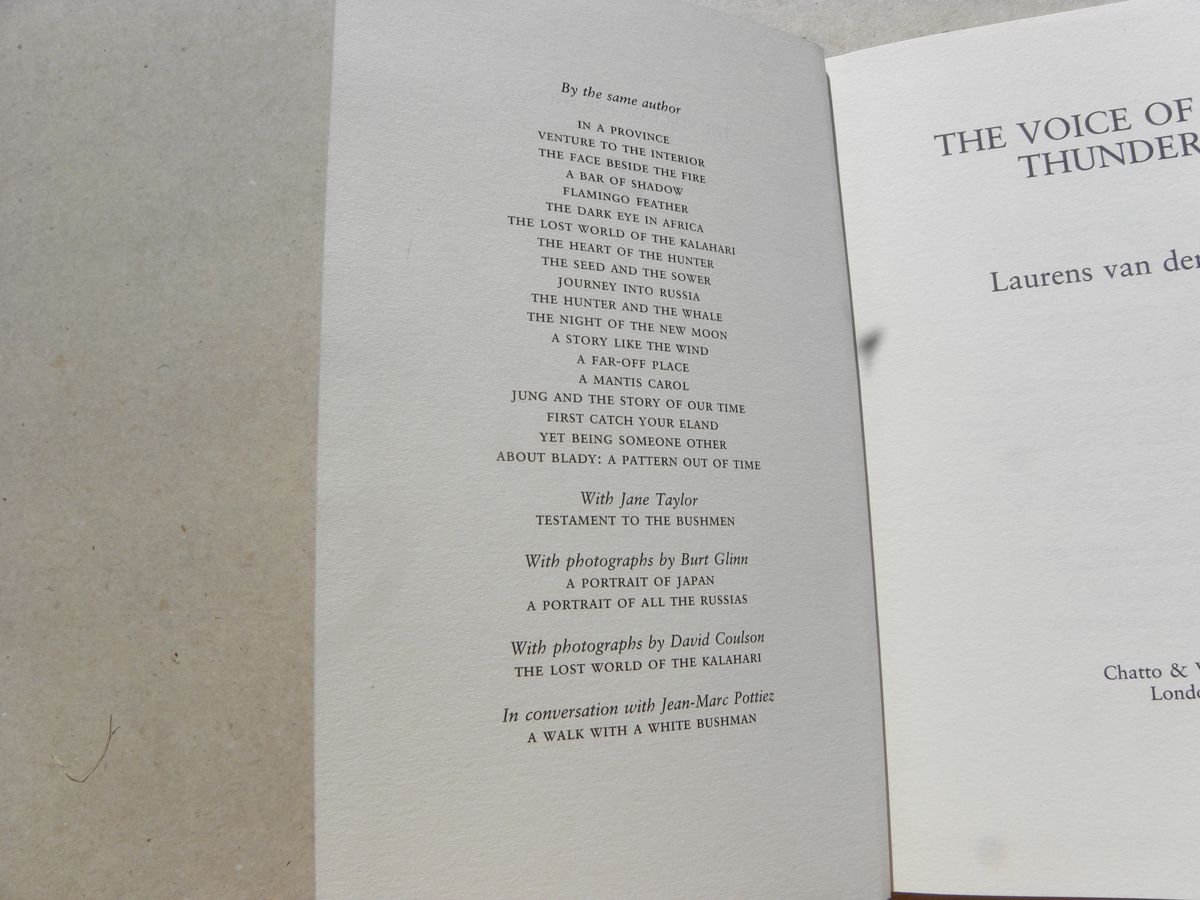 By the same author
IN A PROVINCE
VENTURE TO THE INTERIOR
THE FACE BESIDE THE FIRE
A BAR OF SHADOW
FLAMINGO FEATHER
THE DARK EYE IN AFRICA
THE LOST WORLD OF THE KALAHARI
THE HEART OF THE HUNTER
THE SEED AND THE SOWER
JOURNEY INTO RUSSIA
THE HUNTER AND THE WHALE
THE NIGHT OF THE NEW MOON
A STORY LIKE THE WIND
A FAR-OFF PLACE
A MANTIS CAROL
JUNG AND THE STORY OF OUR TIME
FIRST CATCH YOUR ELAND
YET BEING SOMEONE OTHER
ABOUT BLADY: A PATTERN OUT OF TIME
With Jane Taylor
TESTAMENT TO THE BUSHMEN
With photographs by Burt Glinn
A PORTRAIT OF JAPAN
A PORTRAIT OF ALL THE RUSSIAS
With photographs by David Coulson
THE LOST WORLD OF THE KALAHARI
In conversation with Jean-Marc Pottiez
A WALK WITH A WHITE BUSHMAN
THE VOICE OF
THUNDER
Laurens van der
Chatto &